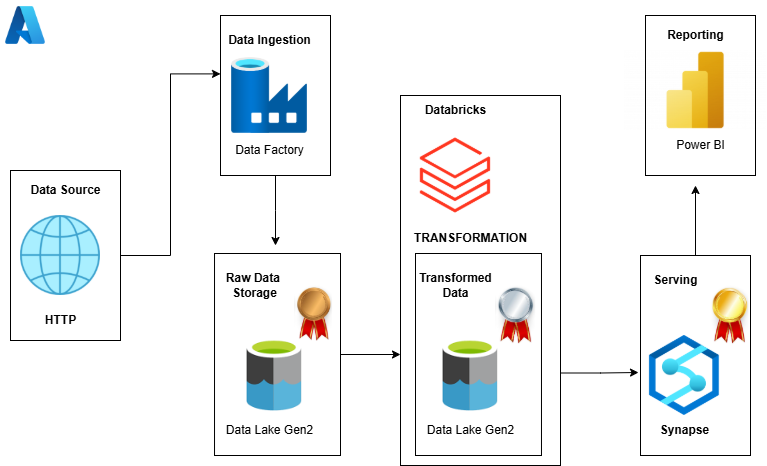 Data Ingestion
Data Factory
Data Source
HTTP
Raw Data
Storage
Data Lake Gen2
Databricks
TRANSFORMATION
Transformed
Data
Data Lake Gen2
Serving
Synapse
Reporting
Power BI